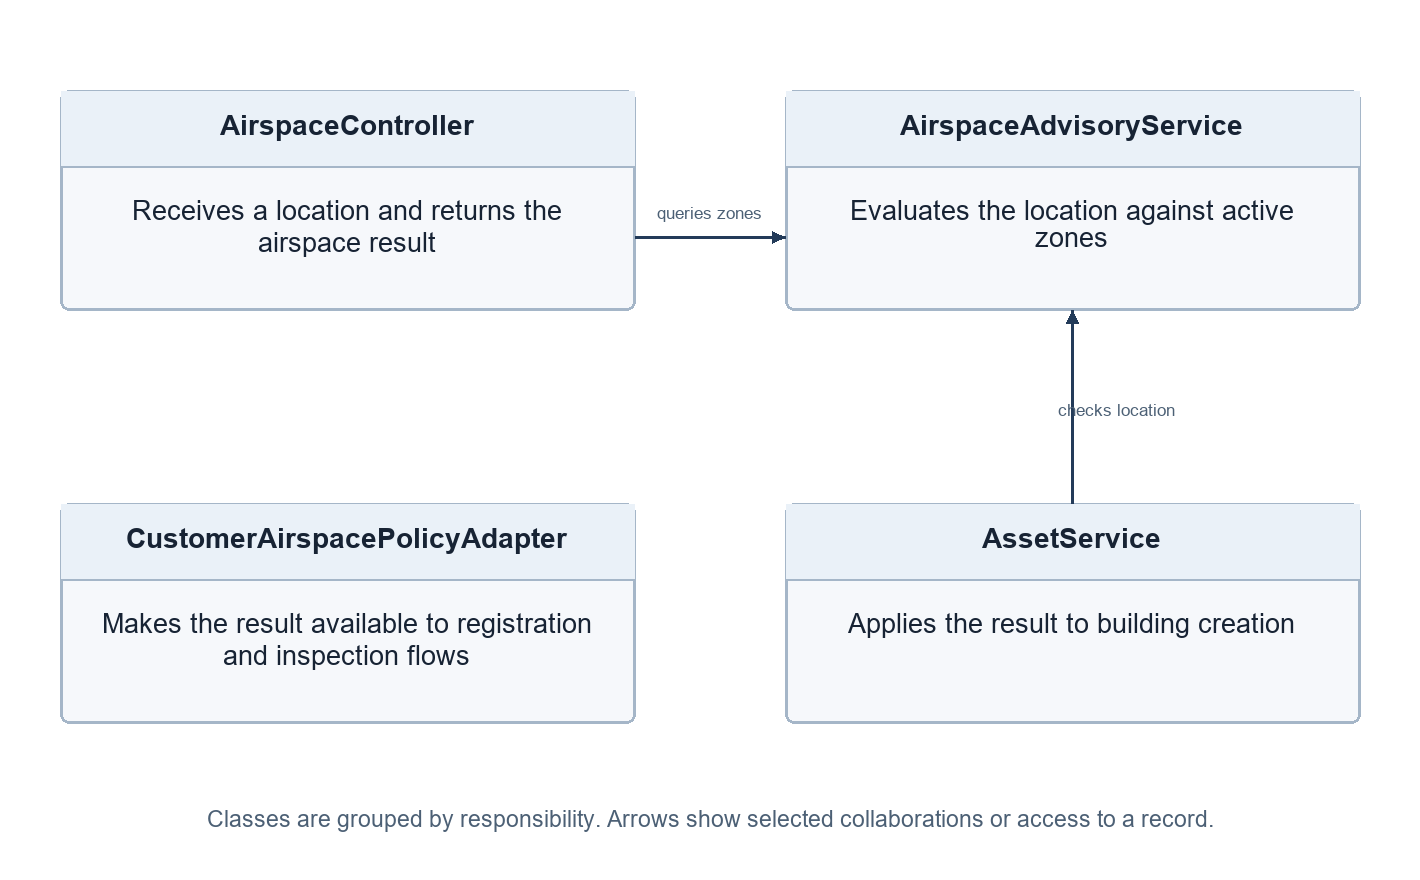 AirspaceController
Receives a location and returns the
airspace result
queries zones
AirspaceAdvisoryService
Evaluates the location against active
zones
checks location
CustomerAirspacePolicyAdapter
Makes the result available to registration
and inspection flows
AssetService
Applies the result to building creation
Classes are grouped by responsibility. Arrows show selected collaborations or access to a record.